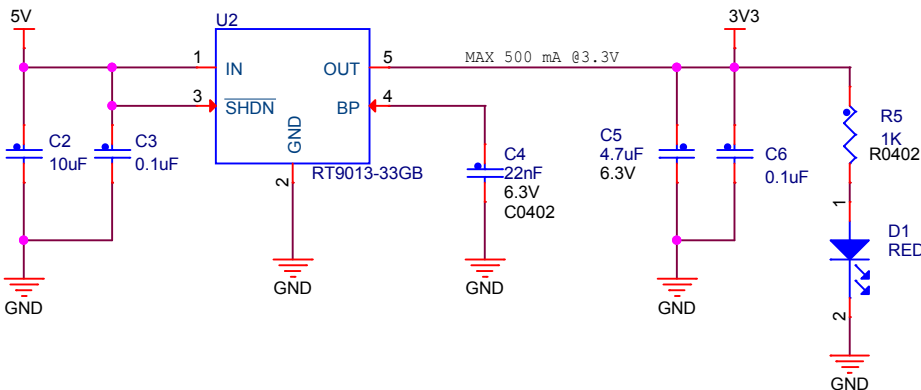 5V
U2
3V3
1
IN
OUT
5
MAX 500 mA @3.3V
3
SHDN
BP
4
GND
2
RT9013-33GB
C2
10uF
C3
0.1uF
C4
22nF
6.3V
C0402
C5
4.7uF
6.3V
C6
0.1uF
R5
1K
R0402
1
D1
RED
2
GND
GND
GND
GND
GND